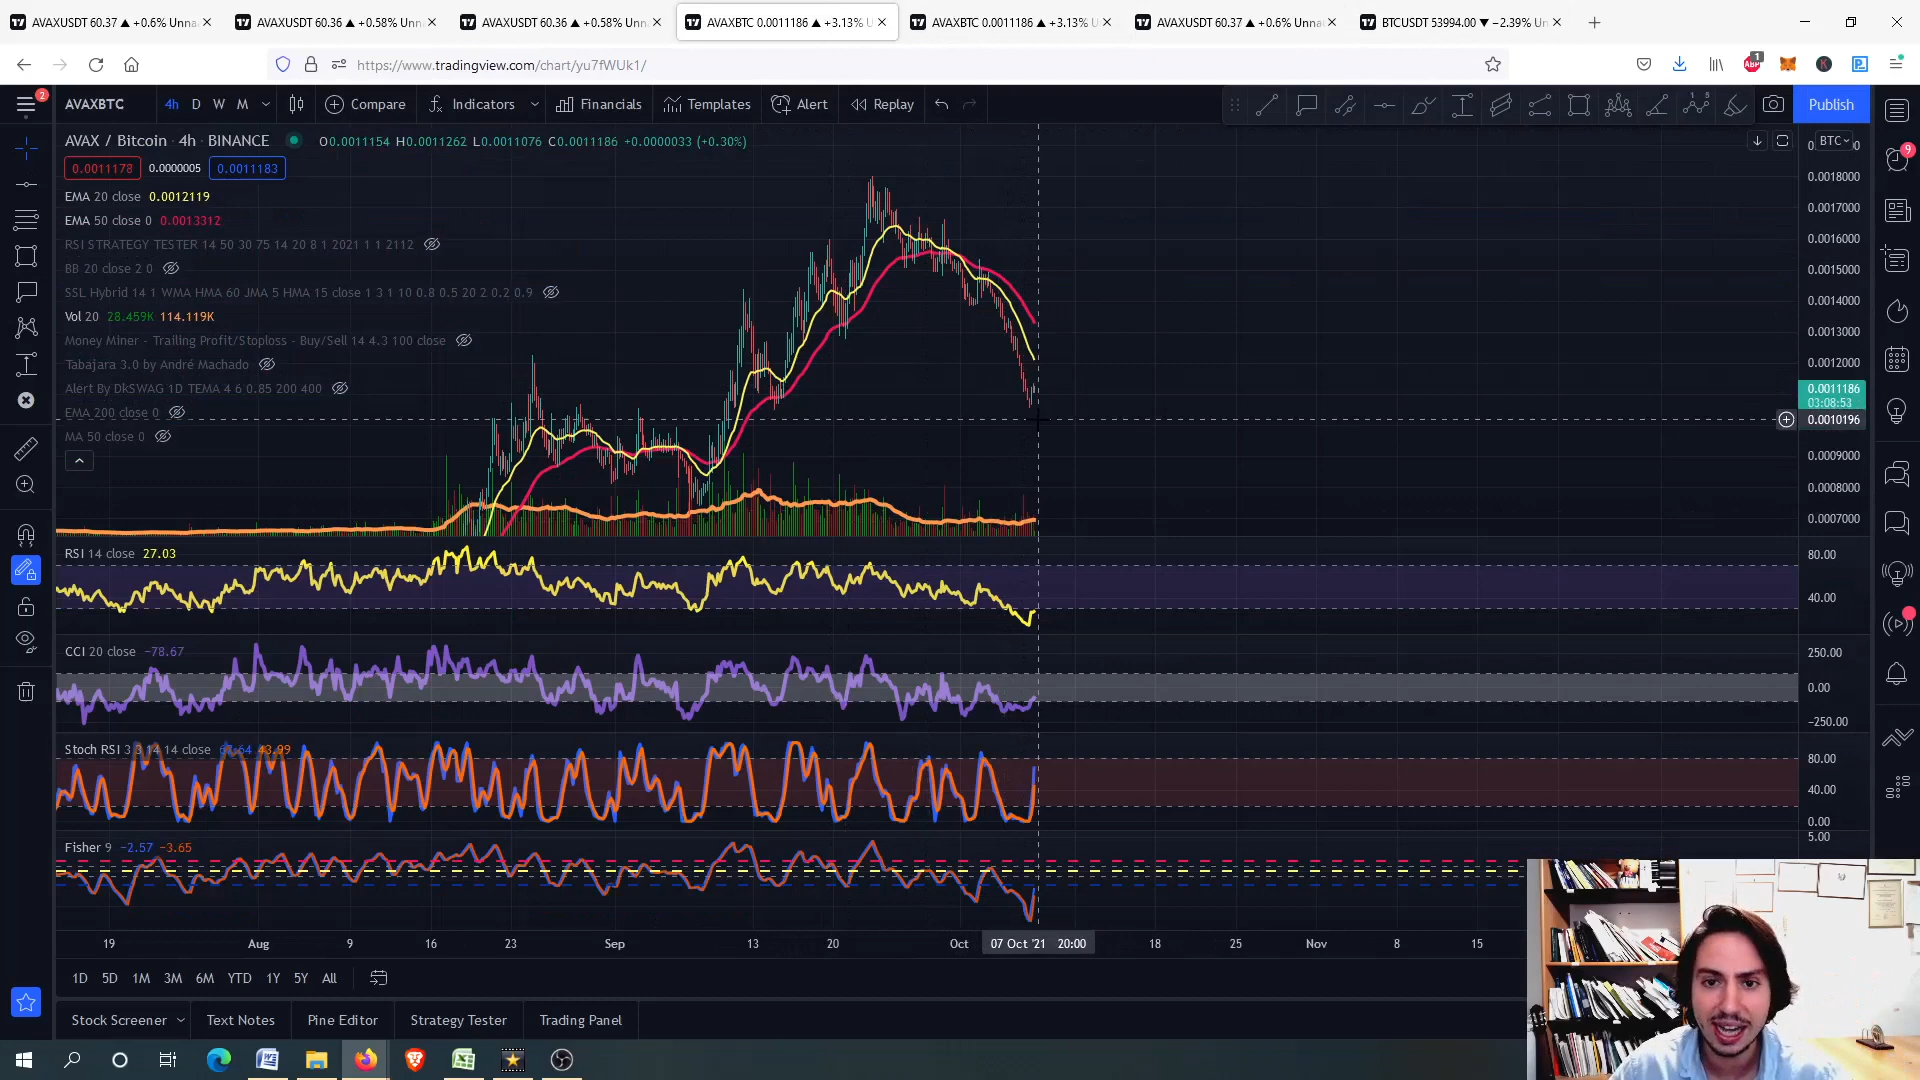 AVAXUSDT 60.37 ▲ +0.6% Unna
AVAXUSDT 60.36 ▲ +0.58% Unn
AVAXUSDT 60.36 ▲ +0.58% Unn
AVAXBTC 0.0011186 ▲ +3.13% U
AVAXBTC 0.0011186 ▲ +3.13% U
AVAXUSDT 60.37 ▲ +0.6% Unna
BTCUSDT 53994.00 ▼ −2.39% Un
https://www.tradingview.com/chart/yu7fWUk1/
ABP 1
2
AVAXBTC 4h D W M Compare Indicators Financials Templates Alert Replay Publish
AVAX / Bitcoin · 4h · BINANCE O0.0011154 H0.0011262 L0.0011076 C0.0011186 +0.0000033 (+0.30%)
BTC
0.0011178 0.0000005 0.0011183
EMA 20 close 0.0012119
EMA 50 close 0 0.0013312
RSI STRATEGY TESTER 14 50 30 75 14 20 8 1 2021 1 1 2112
BB 20 close 2 0
SSL Hybrid 14 1 WMA HMA 60 JMA 5 HMA 15 close 1 3 1 10 0.8 0.5 20 2 0.2 0.9
Vol 20 28.459K 114.119K
Money Miner - Trailing Profit/Stoploss - Buy/Sell 14 4.3 100 close
Tabajara 3.0 by André Machado
Alert By DkSWAG 1D TEMA 4 6 0.85 200 400
EMA 200 close 0
MA 50 close 0
0.0018000
0.0017000
0.0016000
0.0015000
0.0014000
0.0013000
0.0012000
0.0011186
03:08:53
0.0010196
0.0009000
0.0008000
0.0007000
9
RSI 14 close 27.03
80.00
40.00
CCI 20 close −78.67
250.00
0.00
−250.00
Stoch RSI 3 3 14 14 close 67.64 43.99
80.00
40.00
0.00
Fisher 9 −2.57 −3.65
5.00
19 Aug 9 16 23 Sep 13 20 Oct 07 Oct '21 20:00 18 25 Nov 8 15
1D 5D 1M 3M 6M YTD 1Y 5Y All
Stock Screener Text Notes Pine Editor Strategy Tester Trading Panel